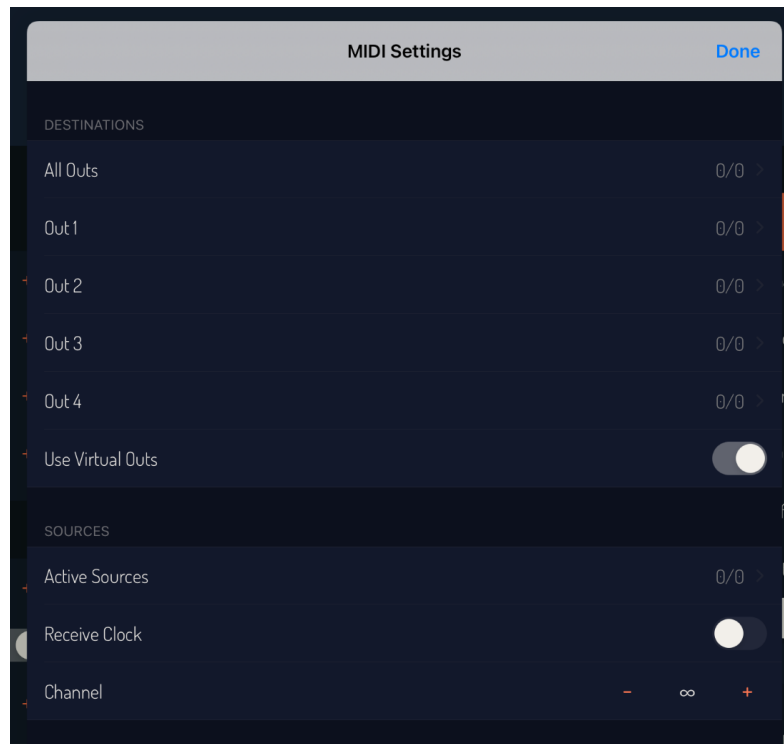 MIDI Settings Done
DESTINATIONS
All Outs 0/0 >
Out 1 0/0 >
Out 2 0/0 >
Out 3 0/0 >
Out 4 0/0 >
Use Virtual Outs
SOURCES
Active Sources 0/0 >
Receive Clock
Channel - ∞ +